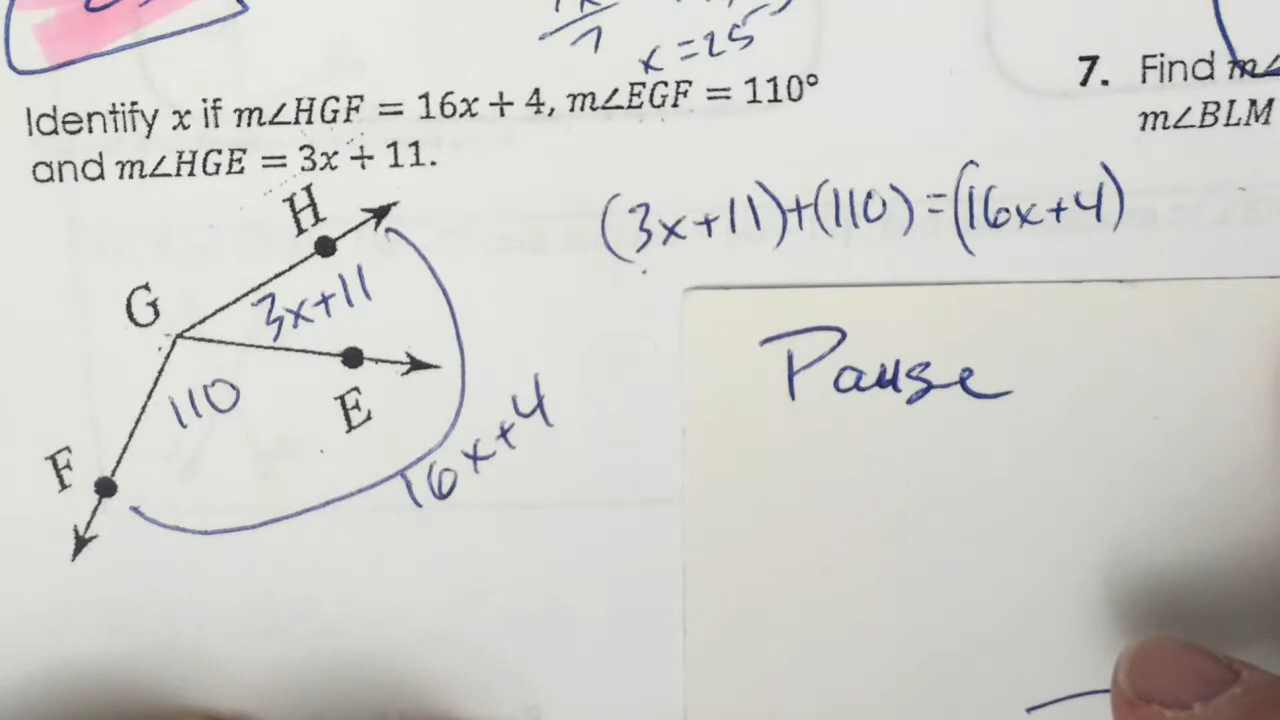 x = 25
Identify x if m∠HGF = 16x + 4, m∠EGF = 110°
and m∠HGE = 3x + 11.
7. Find m∠
m∠BLM
(3x+11)+(110)=(16x+4)
H
G
3x+11
E
110
F
16x+4
Pause